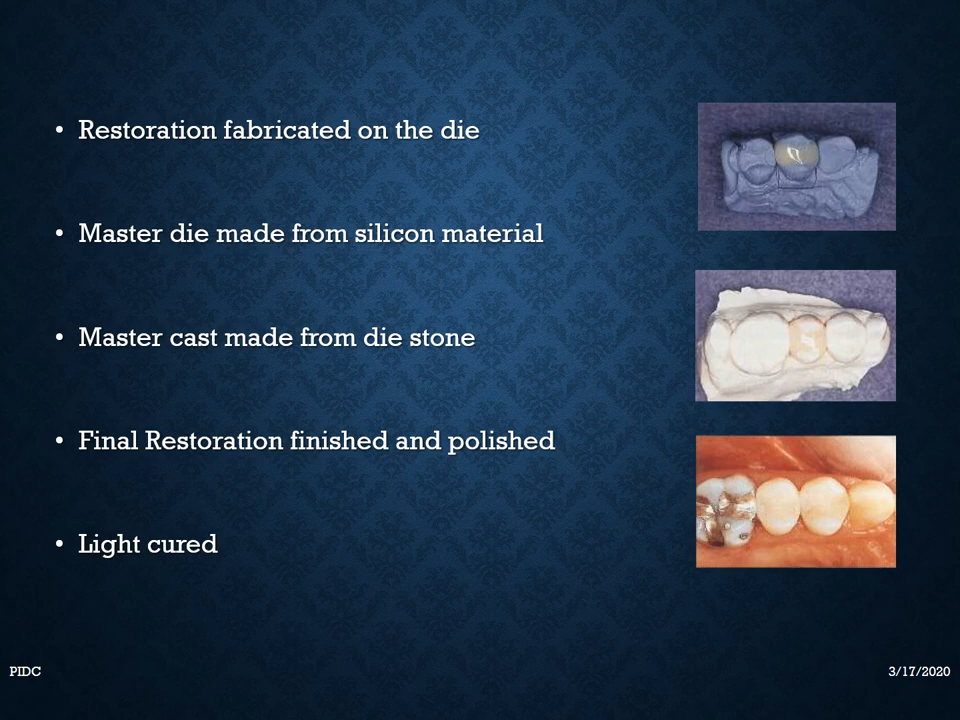 • Restoration fabricated on the die
• Master die made from silicon material
• Master cast made from die stone
• Final Restoration finished and polished
• Light cured
PIDC
3/17/2020